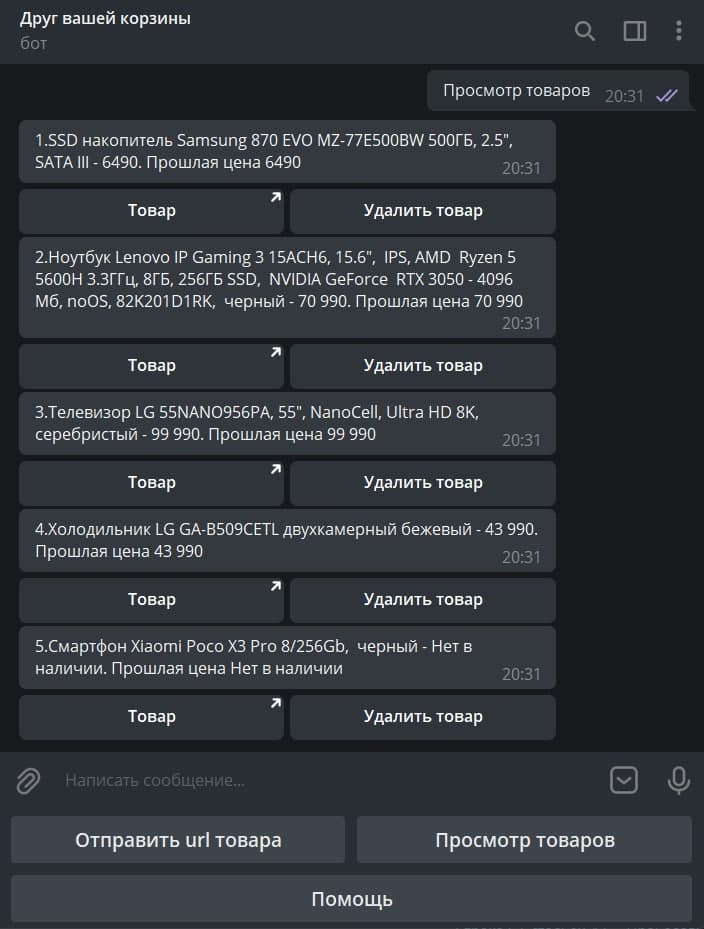 Друг вашей корзины
бот
Просмотр товаров 20:31
1.SSD накопитель Samsung 870 EVO MZ-77E500BW 500ГБ, 2.5",
SATA III - 6490. Прошлая цена 6490
20:31
Товар Удалить товар
2.Ноутбук Lenovo IP Gaming 3 15ACH6, 15.6", IPS, AMD Ryzen 5
5600H 3.3ГГц, 8ГБ, 256ГБ SSD, NVIDIA GeForce RTX 3050 - 4096
Мб, noOS, 82K201D1RK, черный - 70 990. Прошлая цена 70 990
20:31
Товар Удалить товар
3.Телевизор LG 55NANO956PA, 55", NanoCell, Ultra HD 8K,
серебристый - 99 990. Прошлая цена 99 990
20:31
Товар Удалить товар
4.Холодильник LG GA-B509CETL двухкамерный бежевый - 43 990.
Прошлая цена 43 990
20:31
Товар Удалить товар
5.Смартфон Xiaomi Poco X3 Pro 8/256Gb, черный - Нет в
наличии. Прошлая цена Нет в наличии
20:31
Товар Удалить товар
Написать сообщение...
Отправить url товара Просмотр товаров
Помощь